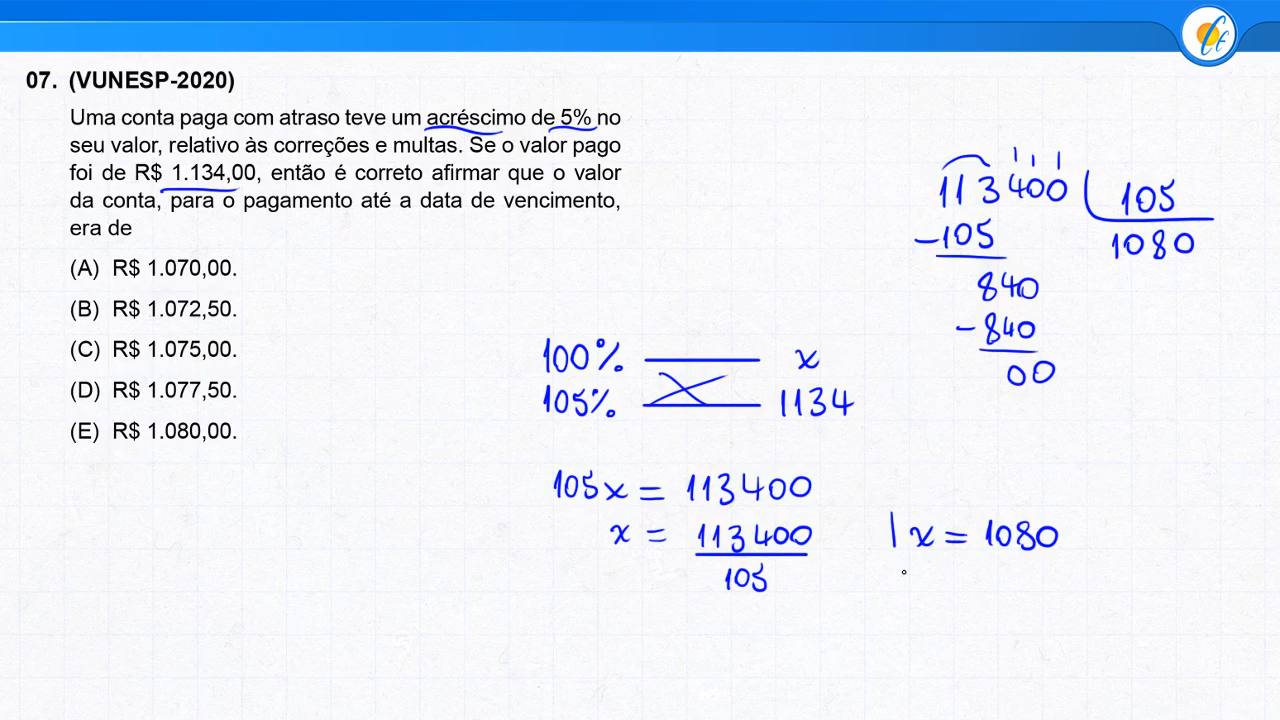 07. (VUNESP-2020)
Uma conta paga com atraso teve um acréscimo de 5% no
seu valor, relativo às correções e multas. Se o valor pago
foi de R$ 1.134,00, então é correto afirmar que o valor
da conta, para o pagamento até a data de vencimento,
era de
(A) R$ 1.070,00.
(B) R$ 1.072,50.
(C) R$ 1.075,00.
(D) R$ 1.077,50.
(E) R$ 1.080,00.
100% x
105% 1134
105x = 113400
x = 113400
105
x = 1080
113400 105
-105 1080
840
-840
00
CE